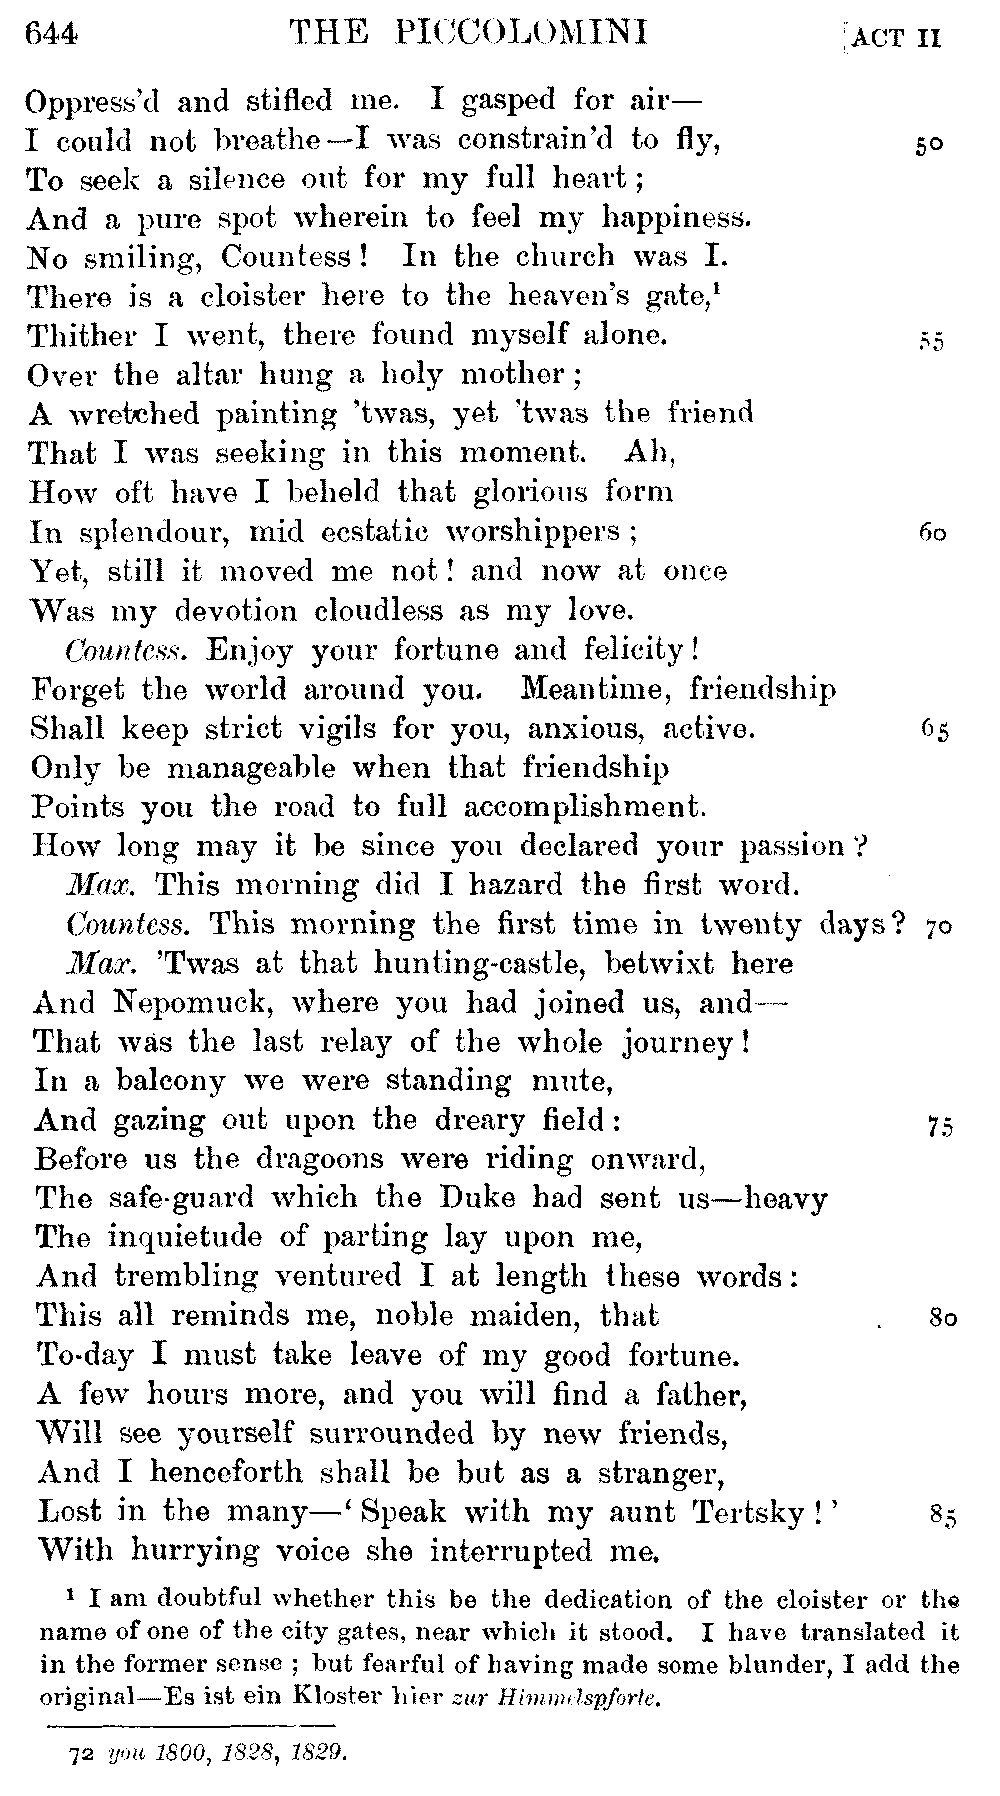 644 THE PICCOLOMINI [ACT II
Oppress'd and stifled me. I gasped for air—
I could not breathe—I was constrain'd to fly, 50
To seek a silence out for my full heart;
And a pure spot wherein to feel my happiness.
No smiling, Countess! In the church was I.
There is a cloister here to the heaven's gate,¹
Thither I went, there found myself alone. 55
Over the altar hung a holy mother;
A wretched painting 'twas, yet 'twas the friend
That I was seeking in this moment. Ah,
How oft have I beheld that glorious form
In splendour, mid ecstatic worshippers; 60
Yet, still it moved me not! and now at once
Was my devotion cloudless as my love.
Countess. Enjoy your fortune and felicity!
Forget the world around you. Meantime, friendship
Shall keep strict vigils for you, anxious, active. 65
Only be manageable when that friendship
Points you the road to full accomplishment.
How long may it be since you declared your passion?
Max. This morning did I hazard the first word.
Countess. This morning the first time in twenty days? 70
Max. 'Twas at that hunting-castle, betwixt here
And Nepomuck, where you had joined us, and—
That was the last relay of the whole journey!
In a balcony we were standing mute,
And gazing out upon the dreary field: 75
Before us the dragoons were riding onward,
The safe-guard which the Duke had sent us—heavy
The inquietude of parting lay upon me,
And trembling ventured I at length these words:
This all reminds me, noble maiden, that 80
To-day I must take leave of my good fortune.
A few hours more, and you will find a father,
Will see yourself surrounded by new friends,
And I henceforth shall be but as a stranger,
Lost in the many—'Speak with my aunt Tertsky!' 85
With hurrying voice she interrupted me.
¹ I am doubtful whether this be the dedication of the cloister or the
name of one of the city gates, near which it stood. I have translated it
in the former sense; but fearful of having made some blunder, I add the
original—Es ist ein Kloster hier zur Himmelspforte.
72 you 1800, 1828, 1829.